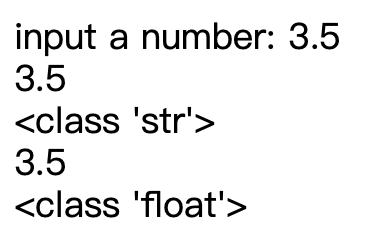 input a number: 3.5
3.5
<class 'str'>
3.5
<class 'float'>